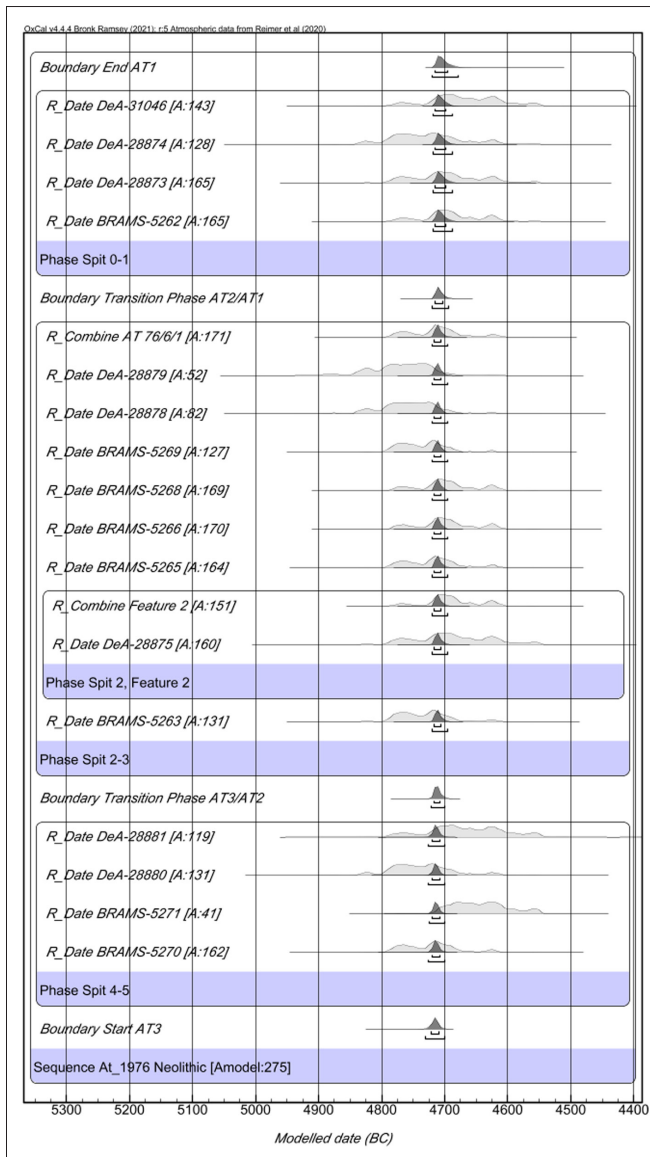 OxCal v4.4.4 Bronk Ramsey (2021); r:5 Atmospheric data from Reimer et al (2020)
Boundary End AT1
R_Date DeA-31046 [A:143]
R_Date DeA-28874 [A:128]
R_Date DeA-28873 [A:165]
R_Date BRAMS-5262 [A:165]
Phase Spit 0-1
Boundary Transition Phase AT2/AT1
R_Combine AT 76/6/1 [A:171]
R_Date DeA-28879 [A:52]
R_Date DeA-28878 [A:82]
R_Date BRAMS-5269 [A:127]
R_Date BRAMS-5268 [A:169]
R_Date BRAMS-5266 [A:170]
R_Date BRAMS-5265 [A:164]
R_Combine Feature 2 [A:151]
R_Date DeA-28875 [A:160]
Phase Spit 2, Feature 2
R_Date BRAMS-5263 [A:131]
Phase Spit 2-3
Boundary Transition Phase AT3/AT2
R_Date DeA-28881 [A:119]
R_Date DeA-28880 [A:131]
R_Date BRAMS-5271 [A:41]
R_Date BRAMS-5270 [A:162]
Phase Spit 4-5
Boundary Start AT3
Sequence At_1976 Neolithic [Amodel:275]
5300 5200 5100 5000 4900 4800 4700 4600 4500 4400
Modelled date (BC)